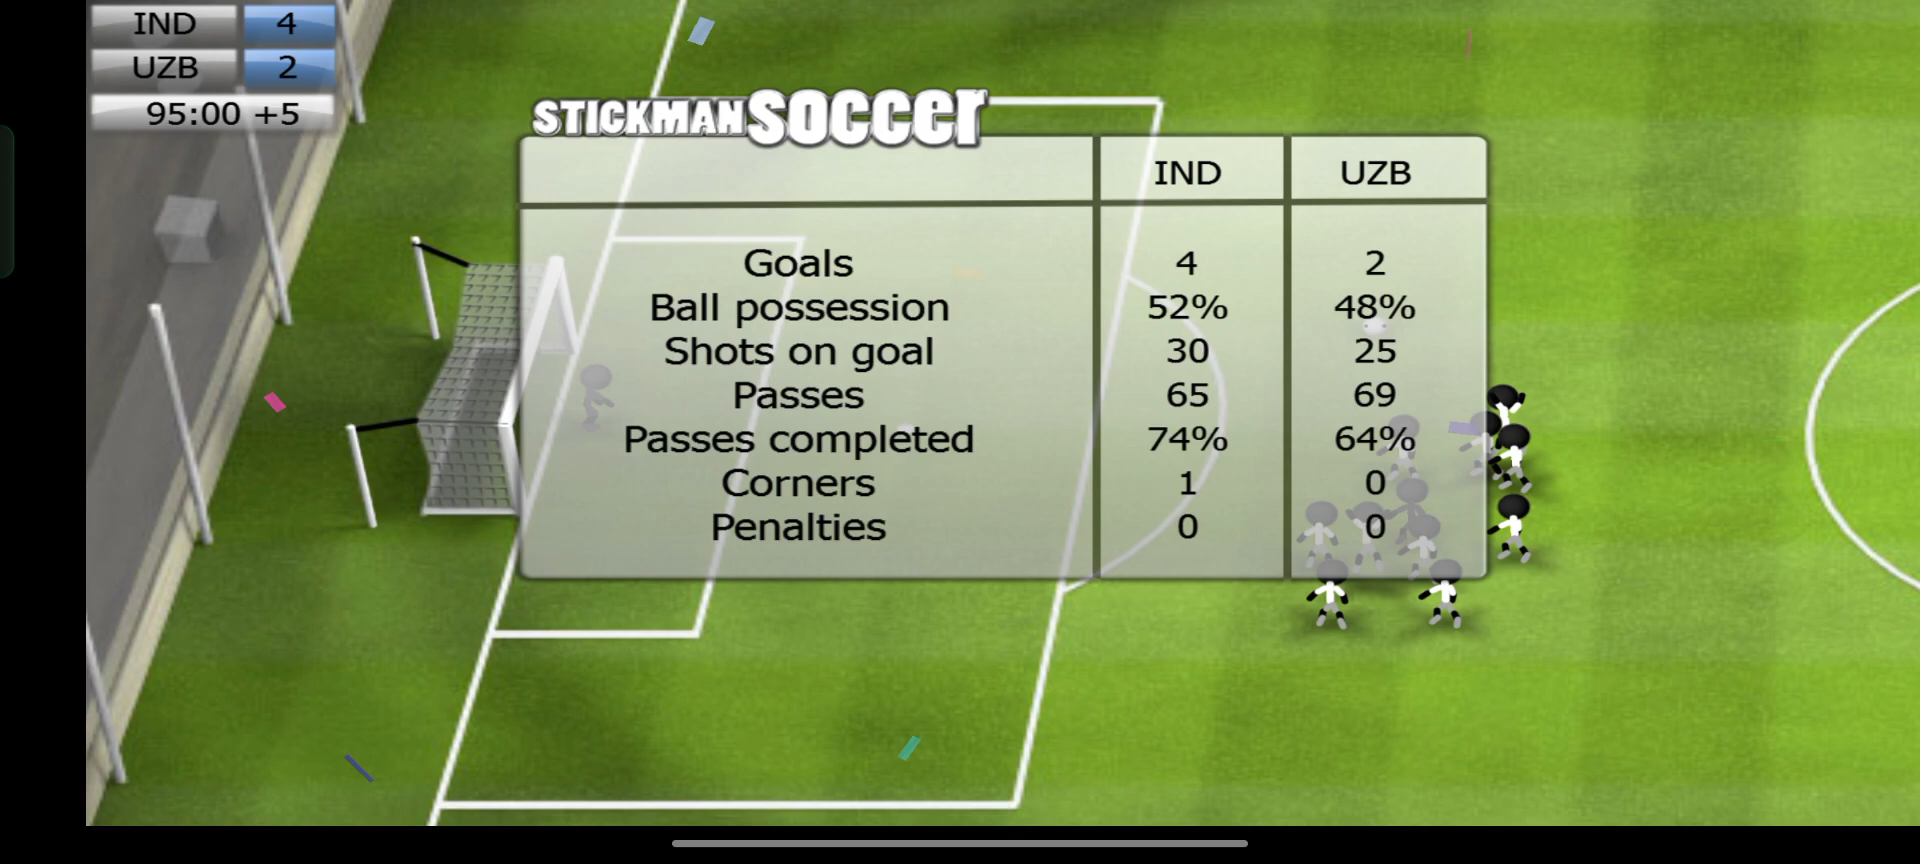 IND 4
UZB 2
95:00 +5
STICKMAN SOCCER
IND UZB
Goals 4 2
Ball possession 52% 48%
Shots on goal 30 25
Passes 65 69
Passes completed 74% 64%
Corners 1 0
Penalties 0 0